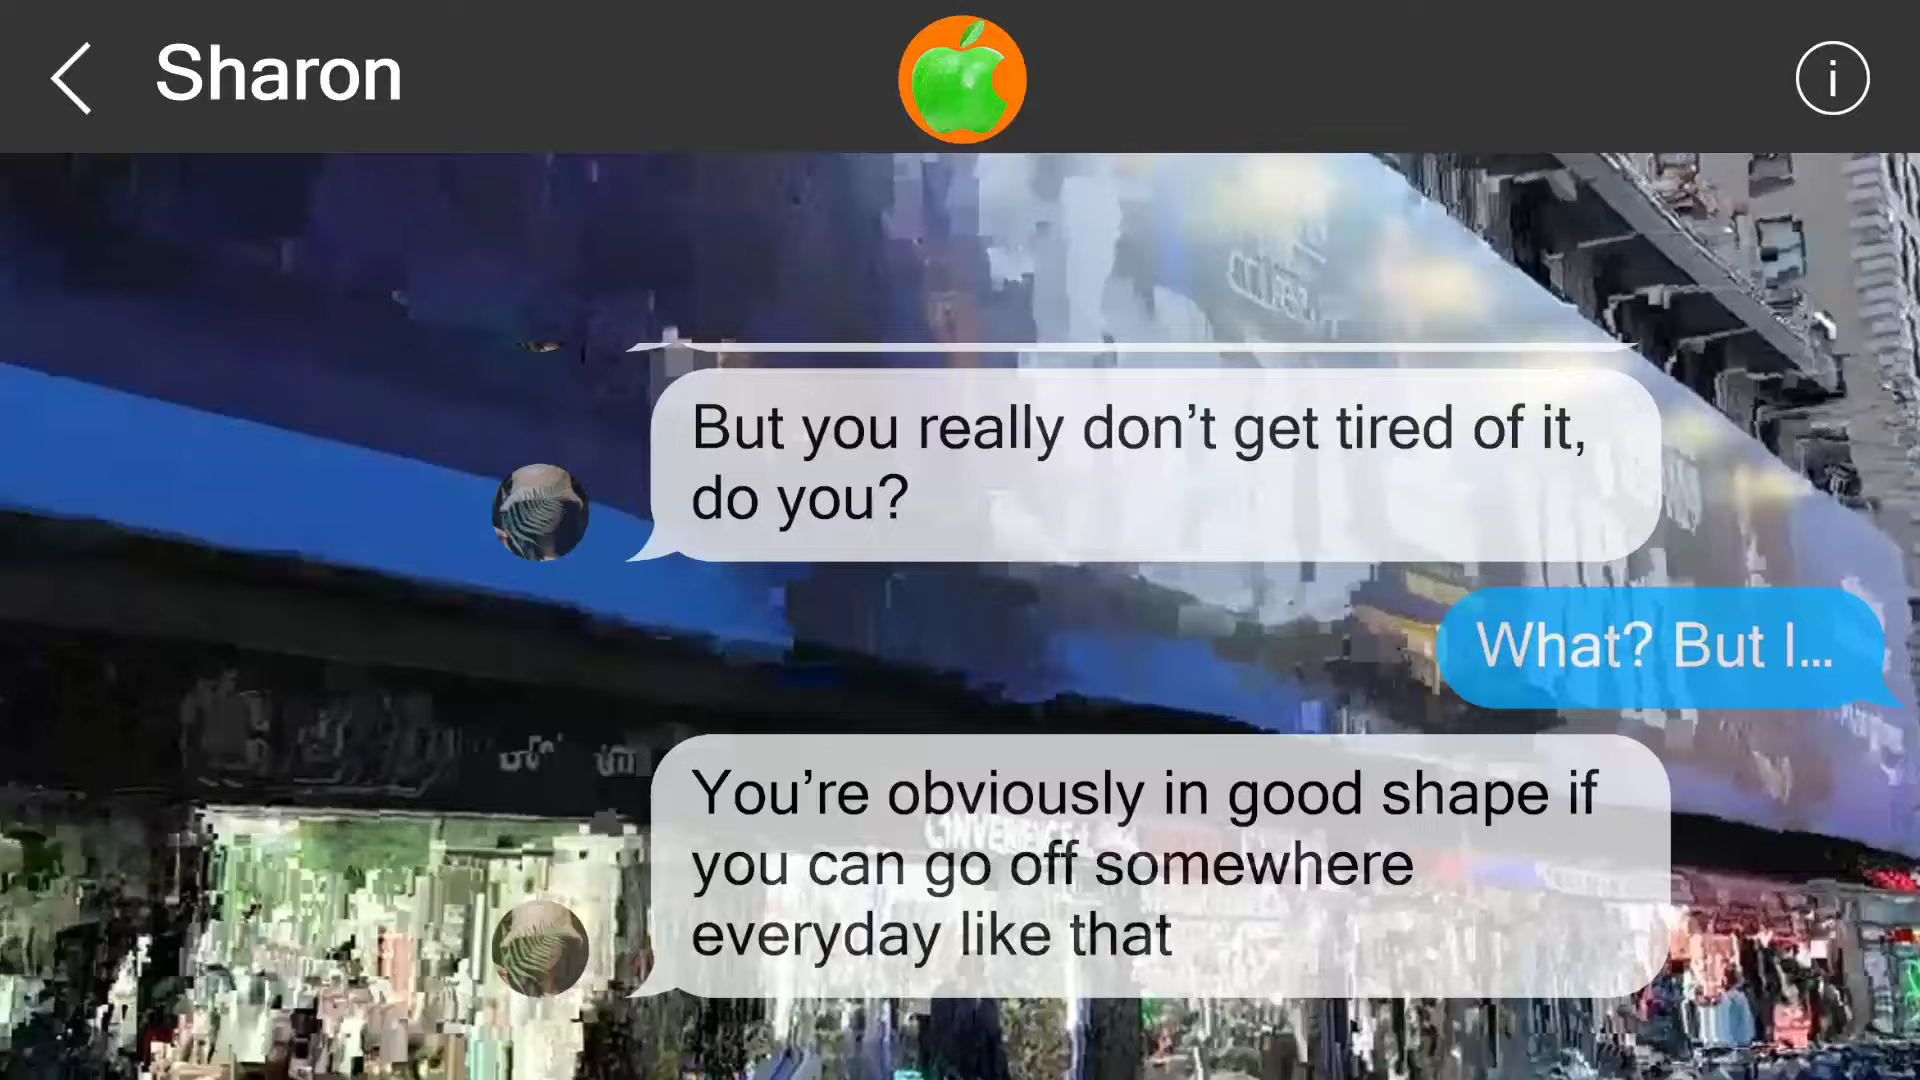 Sharon
But you really don't get tired of it,
do you?
What? But I...
You're obviously in good shape if
you can go off somewhere
everyday like that